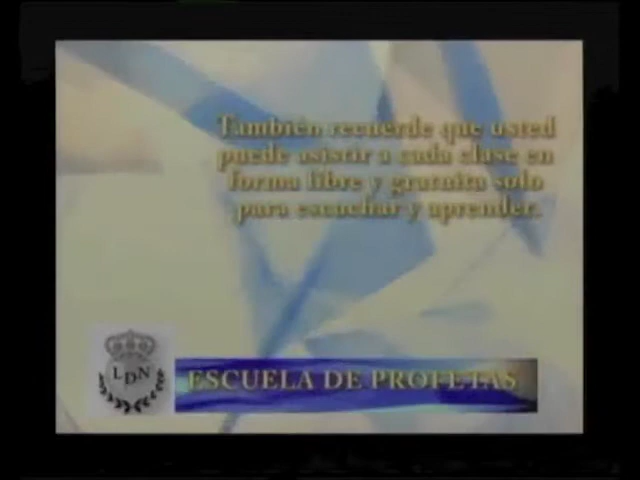 También recuerde que usted
puede asistir a cada clase en
forma libre y gratuita solo
para escuchar y aprender.
LDN
ESCUELA DE PROFETAS